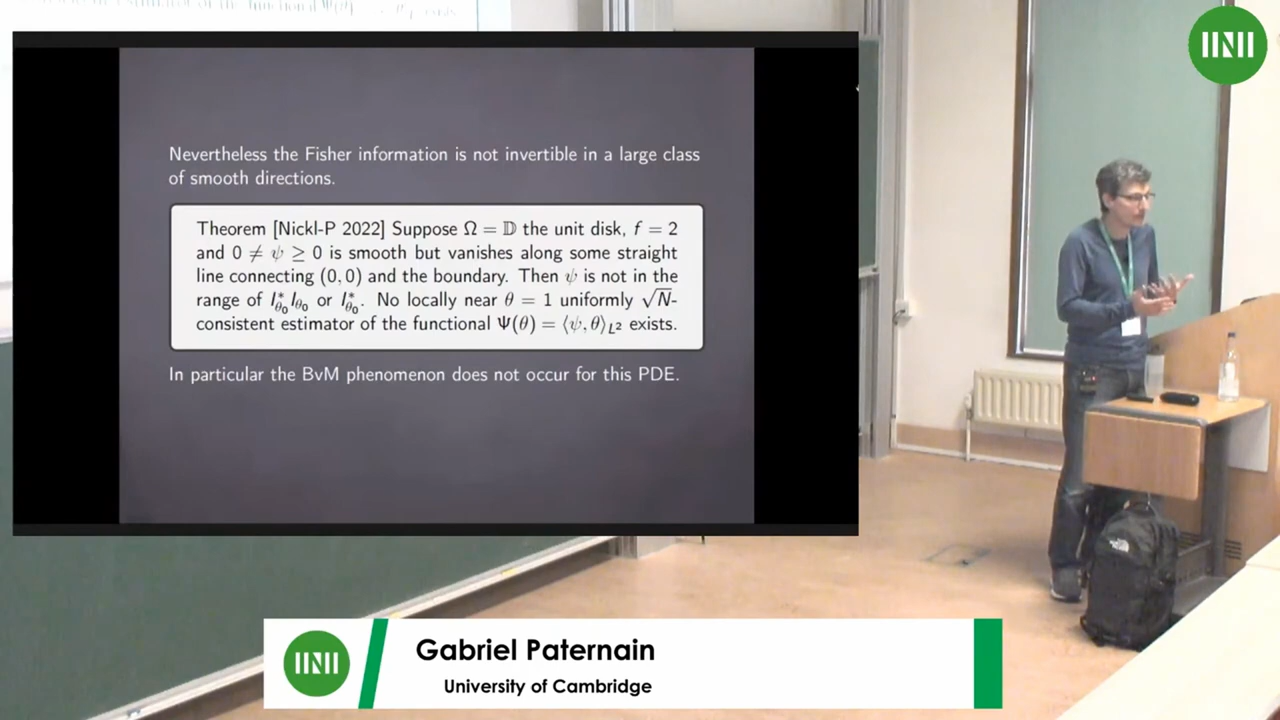 Nevertheless the Fisher information is not invertible in a large class
of smooth directions.
Theorem [Nickl-P 2022] Suppose Ω = 𝔻 the unit disk, f = 2
and 0 ≠ ψ ≥ 0 is smooth but vanishes along some straight
line connecting (0, 0) and the boundary. Then ψ is not in the
range of I*_{θ₀} I_{θ₀} or I*_{θ₀}. No locally near θ = 1 uniformly √N-
consistent estimator of the functional Ψ(θ) = ⟨ψ, θ⟩_{L²} exists.
In particular the BvM phenomenon does not occur for this PDE.
Gabriel Paternain
University of Cambridge